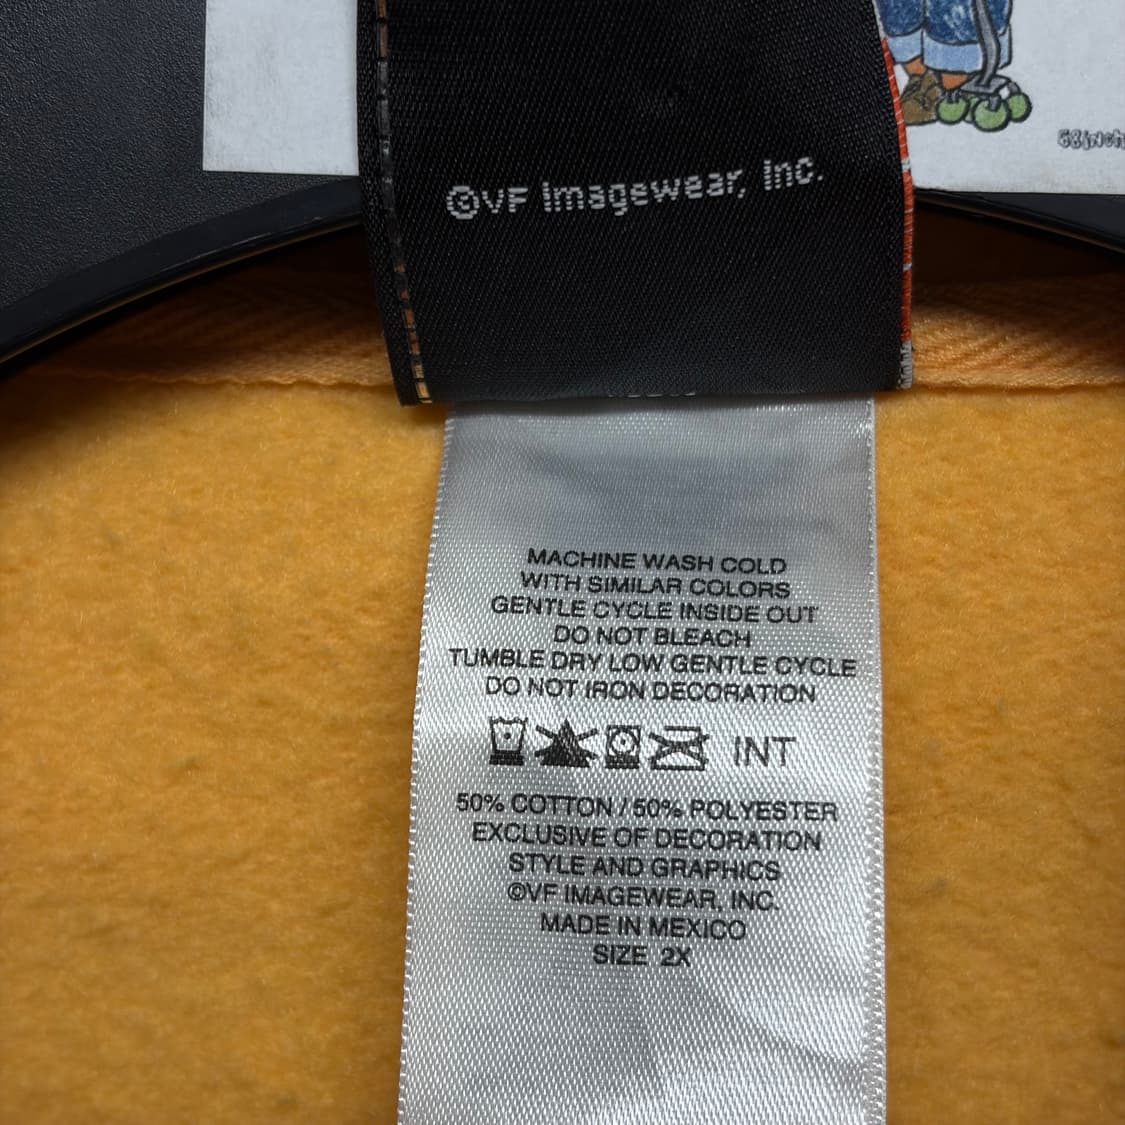 58inch
©VF Imagewear, Inc.
MACHINE WASH COLD
WITH SIMILAR COLORS
GENTLE CYCLE INSIDE OUT
DO NOT BLEACH
TUMBLE DRY LOW GENTLE CYCLE
DO NOT IRON DECORATION
INT
50% COTTON / 50% POLYESTER
EXCLUSIVE OF DECORATION
STYLE AND GRAPHICS
©VF IMAGEWEAR, INC.
MADE IN MEXICO
SIZE 2X